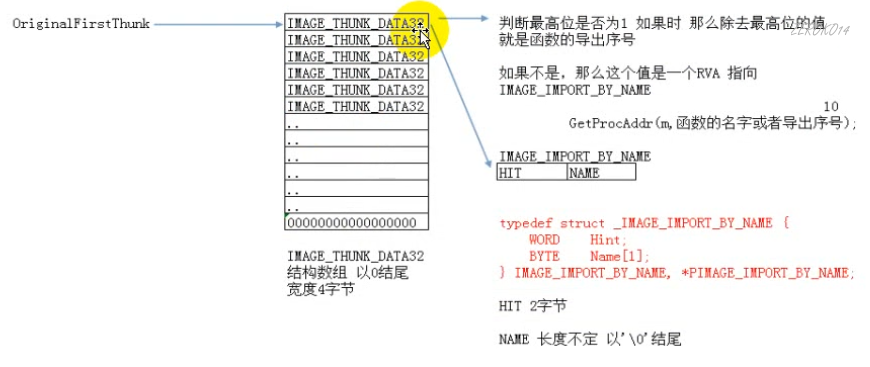 OriginalFirstThunk
IMAGE_THUNK_DATA32
IMAGE_THUNK_DATA32
IMAGE_THUNK_DATA32
IMAGE_THUNK_DATA32
IMAGE_THUNK_DATA32
IMAGE_THUNK_DATA32
..
..
..
..
..
..
00000000000000000
IMAGE_THUNK_DATA32
结构数组 以0结尾
宽度4字节
判断最高位是否为1 如果时 那么除去最高位的值
就是函数的导出序号
如果不是，那么这个值是一个RVA 指向
IMAGE_IMPORT_BY_NAME
10
GetProcAddr(m,函数的名字或者导出序号);
IMAGE_IMPORT_BY_NAME
HIT NAME
typedef struct _IMAGE_IMPORT_BY_NAME {
WORD Hint;
BYTE Name[1];
} IMAGE_IMPORT_BY_NAME, *PIMAGE_IMPORT_BY_NAME;
HIT 2字节
NAME 长度不定 以'\0'结尾